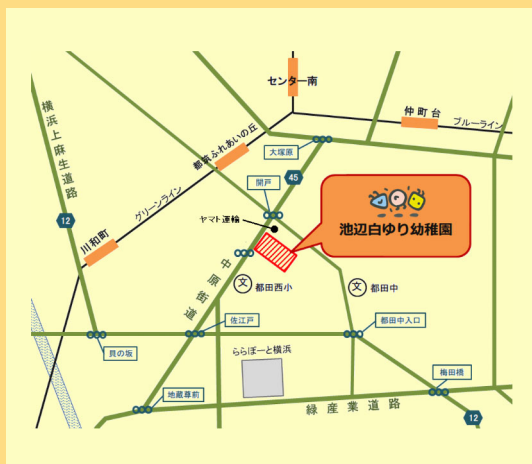 センター南
仲町台
ブルーライン
横浜上麻生道路
都筑ふれあいの丘
大塚原
45
開戸
グリーンライン
ヤマト運輸
池辺白ゆり幼稚園
12
川和町
中原街道
文 都田西小
文 都田中
佐江戸
都田中入口
貝の坂
ららぽーと横浜
梅田橋
地蔵尊前
緑産業道路
12